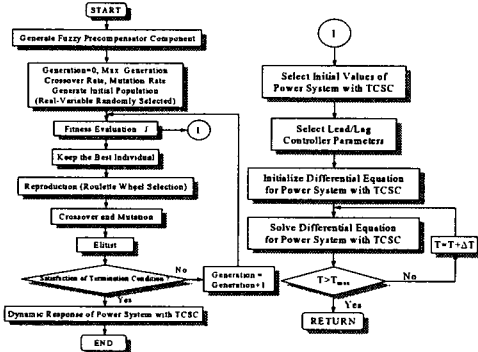 START
Generate Fuzzy Precompensator Component
Generation=0, Max Generation
Crossover Rate, Mutation Rate
Generate Initial Population
(Real-Variable Randomly Selected)
Fitness Evaluation J
1
Keep the Best Individual
Reproduction (Roulette Wheel Selection)
Crossover and Mutation
Elitist
Satisfaction of Termination Condition
No
Generation =
Generation+1
Yes
Dynamic Response of Power System with TCSC
END
1
Select Initial Values of
Power System with TCSC
Select Lead/Lag
Controller Parameters
Initialize Differential Equation
for Power System with TCSC
Solve Differential Equation
for Power System with TCSC
T=T+ΔT
T>Tmax
No
Yes
RETURN